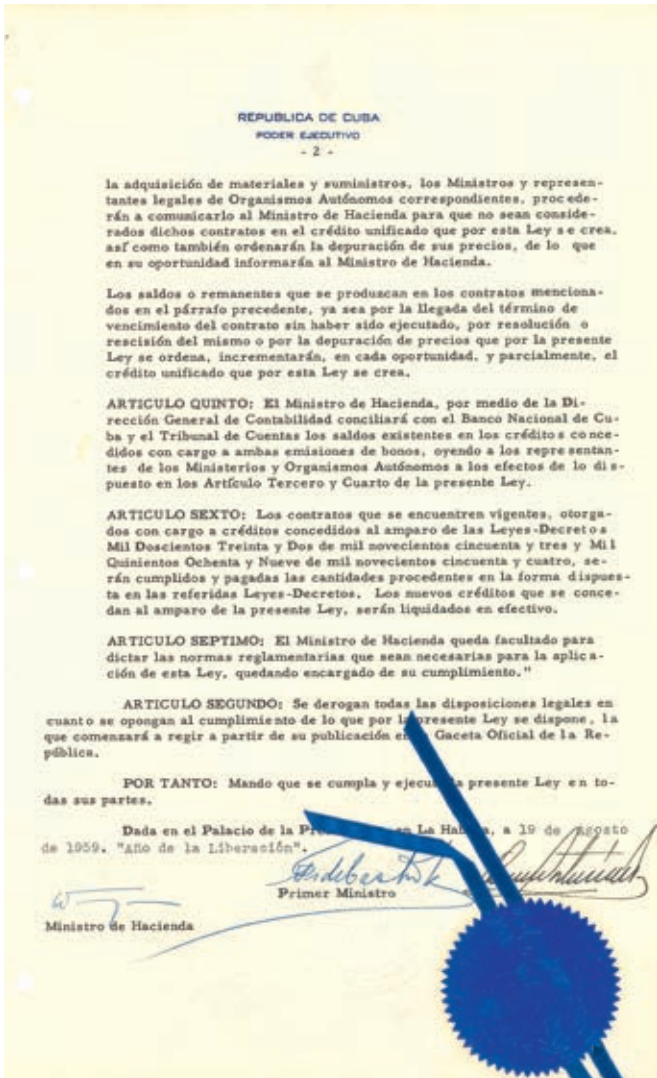 REPUBLICA DE CUBA
PODER EJECUTIVO
- 2 -
la adquisición de materiales y suministros, los Ministros y represen-
tantes legales de Organismos Autónomos correspondientes, procede-
rán a comunicarlo al Ministro de Hacienda para que no sean conside-
rados dichos contratos en el crédito unificado que por esta Ley se crea,
así como también ordenarán la depuración de sus precios, de lo que
en su oportunidad informarán al Ministro de Hacienda.
Los saldos o remanentes que se produzcan en los contratos menciona-
dos en el párrafo precedente, ya sea por la llegada del término de
vencimiento del contrato sin haber sido ejecutado, por resolución o
rescisión del mismo o por la depuración de precios que por la presente
Ley se ordena, incrementarán, en cada oportunidad, y parcialmente, el
crédito unificado que por esta Ley se crea.
ARTICULO QUINTO: El Ministro de Hacienda, por medio de la Di-
rección General de Contabilidad conciliará con el Banco Nacional de Cu-
ba y el Tribunal de Cuentas los saldos existentes en los créditos conce-
didos con cargo a ambas emisiones de bonos, oyendo a los representan-
tes de los Ministerios y Organismos Autónomos a los efectos de lo dis-
puesto en los Artículo Tercero y Cuarto de la presente Ley.
ARTICULO SEXTO: Los contratos que se encuentren vigentes, otorga-
dos con cargo a créditos concedidos al amparo de las Leyes-Decretos
Mil Doscientos Treinta y Dos de mil novecientos cincuenta y tres y Mil
Quinientos Ochenta y Nueve de mil novecientos cincuenta y cuatro, se-
rán cumplidos y pagadas las cantidades procedentes en la forma dispues-
ta en las referidas Leyes-Decretos. Los nuevos créditos que se conce-
dan al amparo de la presente Ley, serán liquidados en efectivo.
ARTICULO SEPTIMO: El Ministro de Hacienda queda facultado para
dictar las normas reglamentarias que sean necesarias para la aplica-
ción de esta Ley, quedando encargado de su cumplimiento."
ARTICULO SEGUNDO: Se derogan todas las disposiciones legales en
cuanto se opongan al cumplimiento de lo que por la presente Ley se dispone, la
que comenzará a regir a partir de su publicación en Gaceta Oficial de la Re-
pública.
POR TANTO: Mando que se cumpla y presente Ley en to-
das sus partes.
Dada en el Palacio de la en La Habana, a 19 de agosto
de 1959. "Año de la Liberación".
Primer Ministro
Ministro de Hacienda